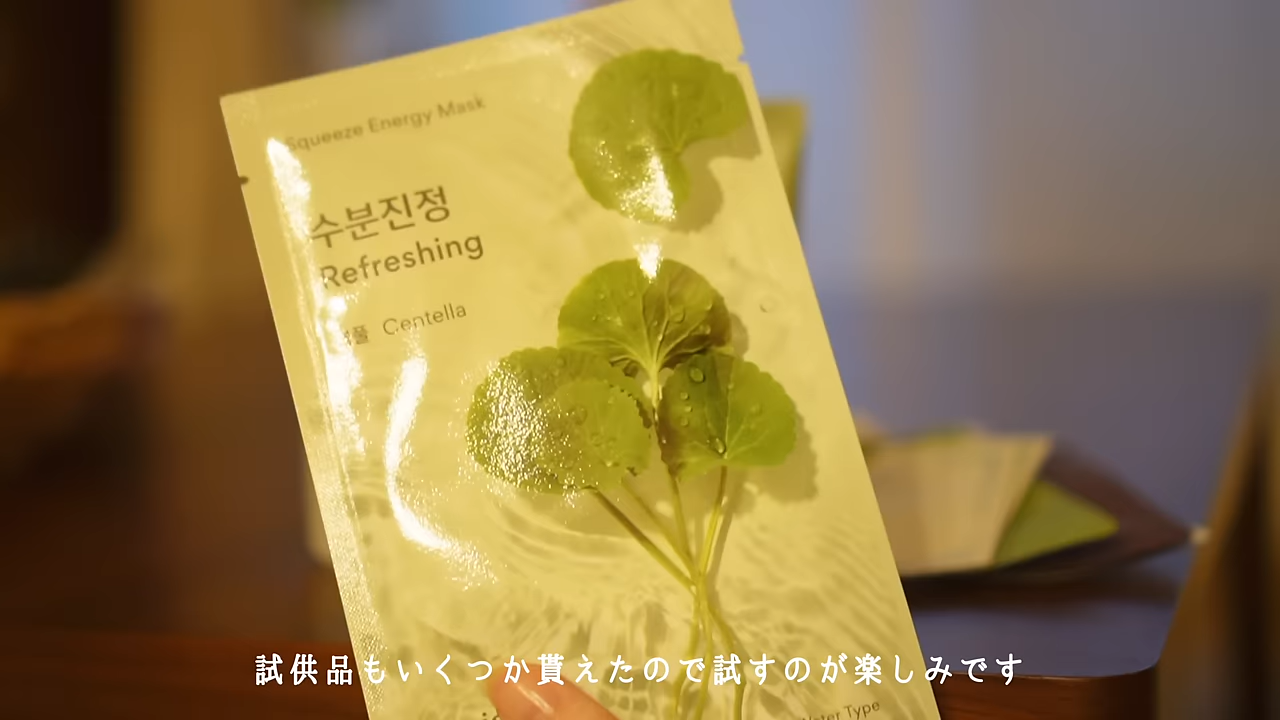 Squeeze Energy Mask
수분진정
Refreshing
Centella
Water Type
試供品もいくつか貰えたので試すのが楽しみです